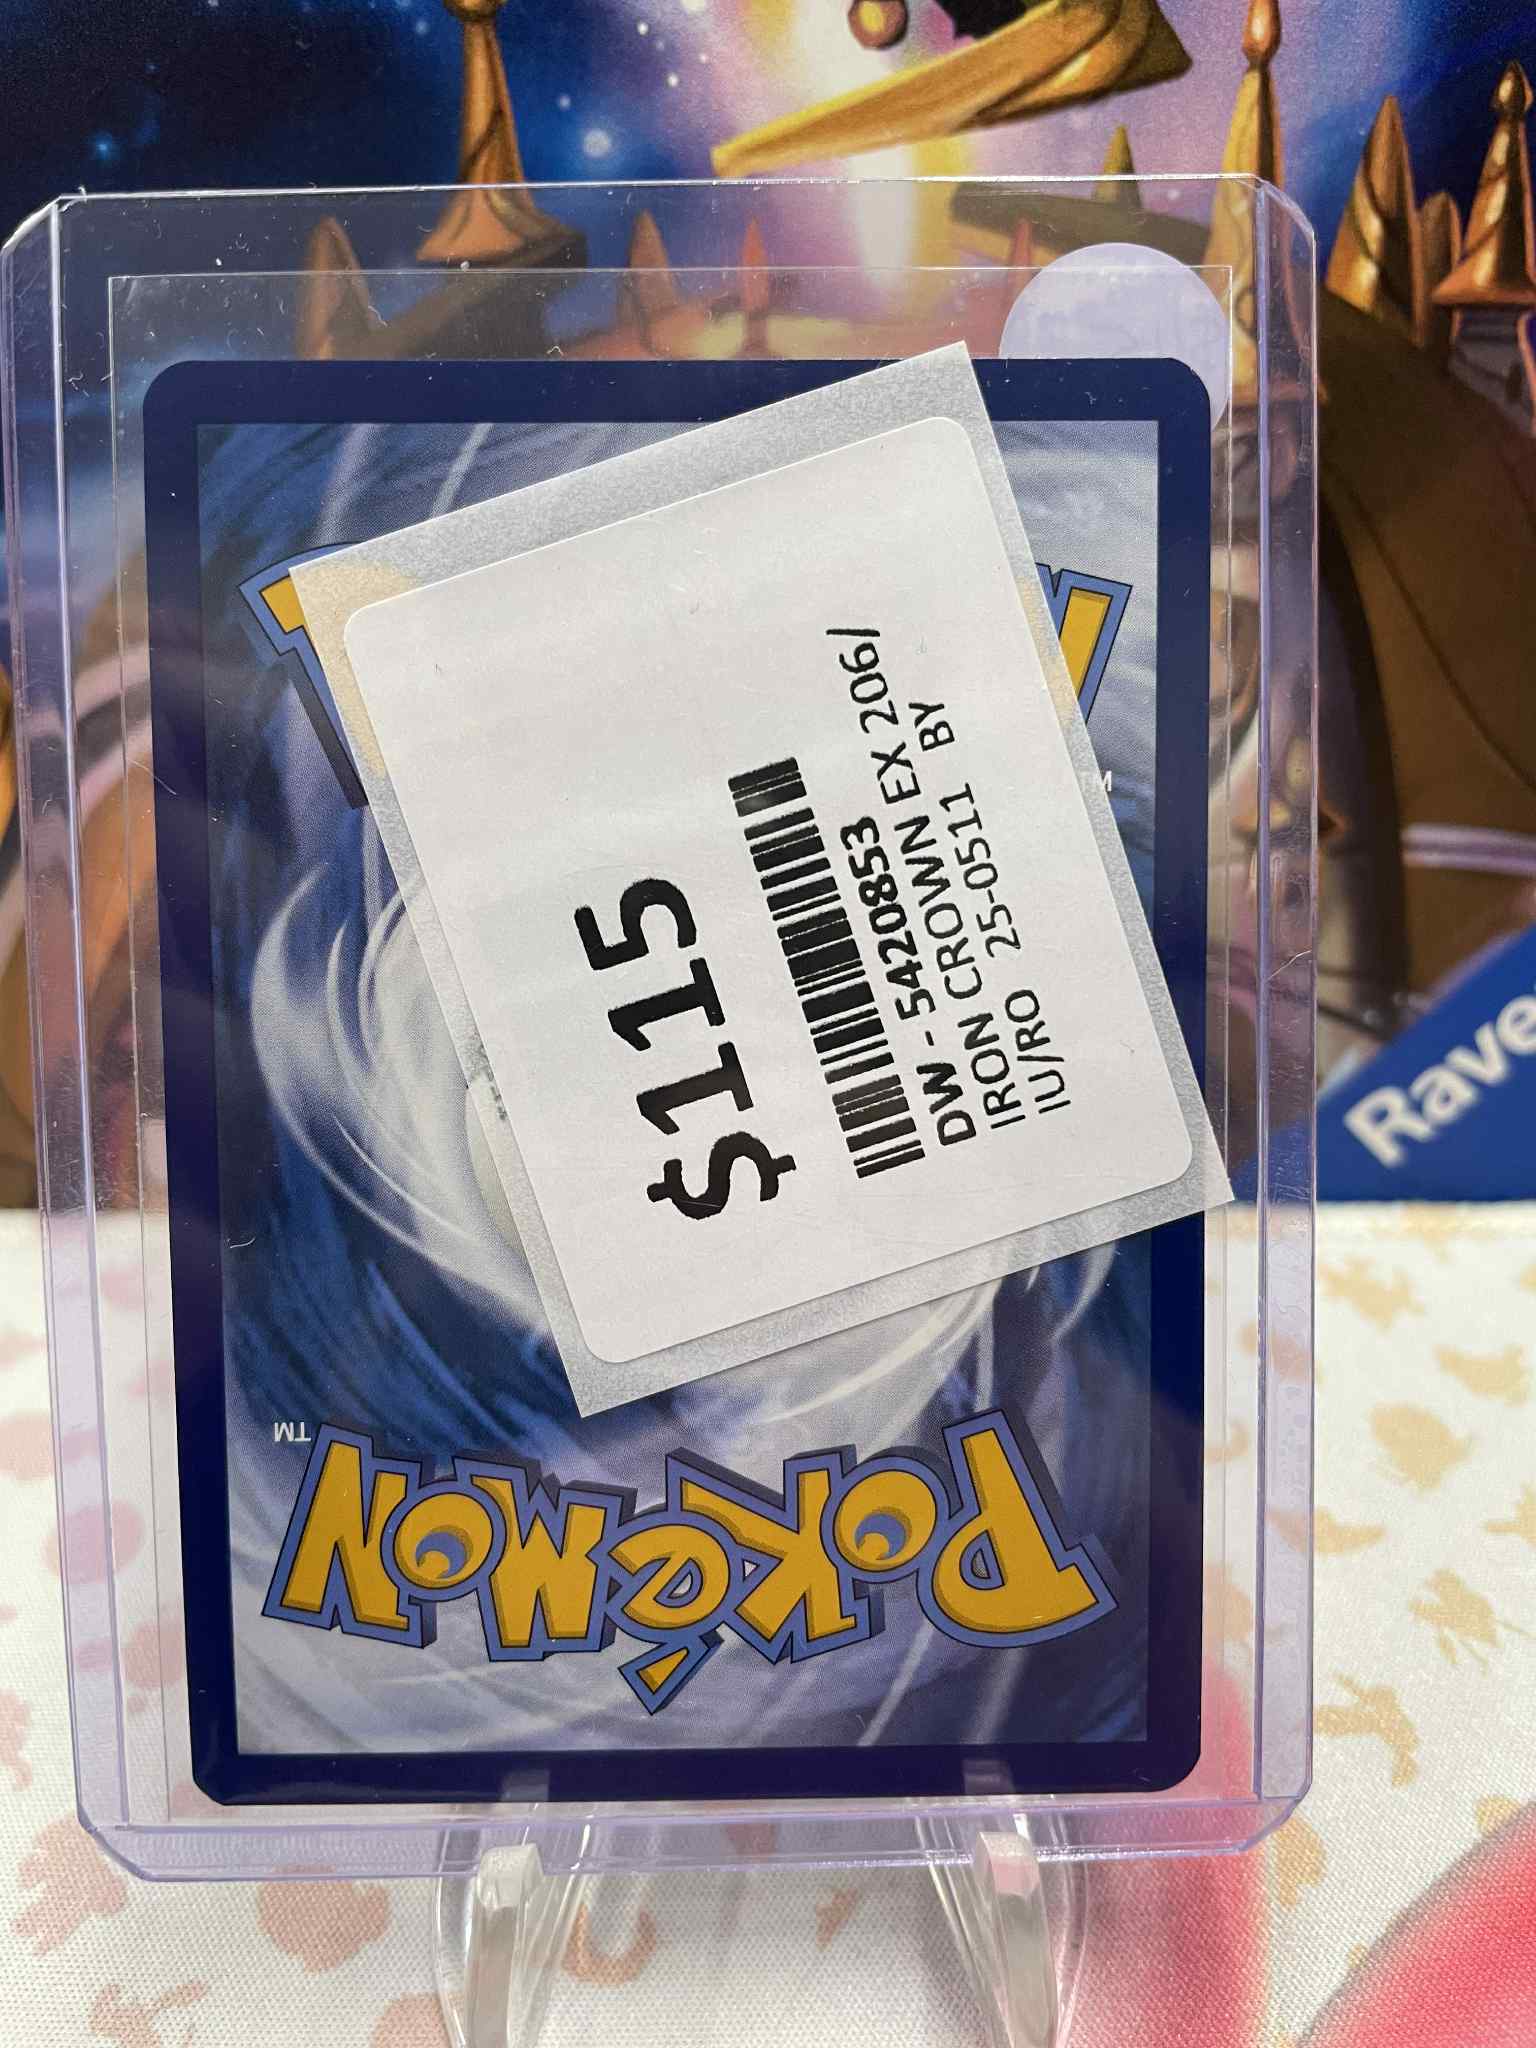 $115
DW - 5420853
IRON CROWN EX 206/
IU/RO 25-0511 BY
POKéMON
TM
Rave